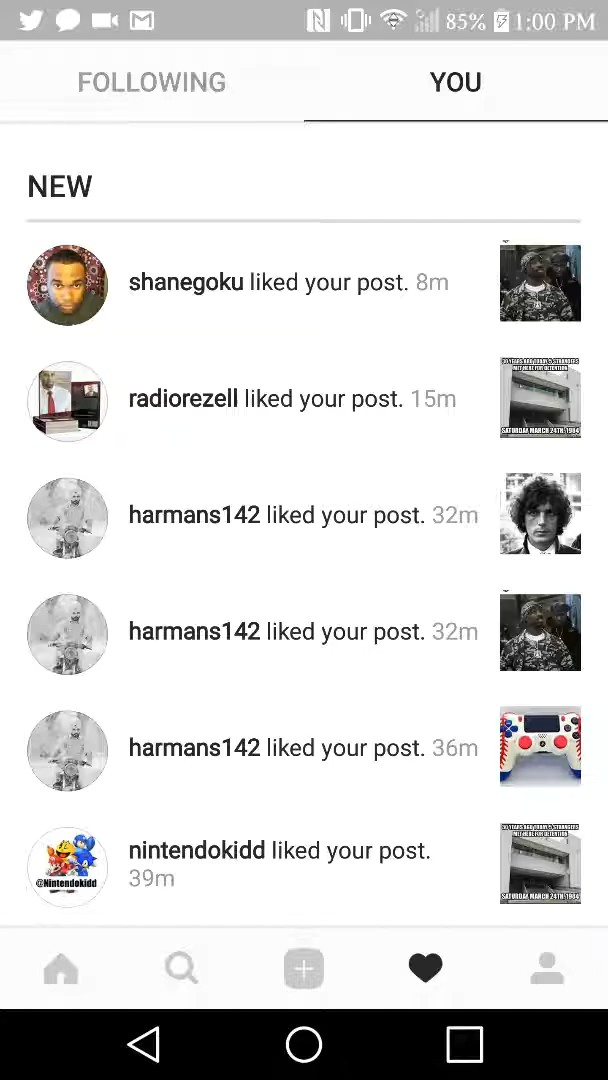 85% 1:00 PM
FOLLOWING YOU
NEW
shanegoku liked your post. 8m
radiorezell liked your post. 15m
SATURDAY MARCH 24TH, 1984
harmans142 liked your post. 32m
harmans142 liked your post. 32m
harmans142 liked your post. 36m
nintendokidd liked your post.
39m
@Nintendokidd
SATURDAY MARCH 24TH, 1984